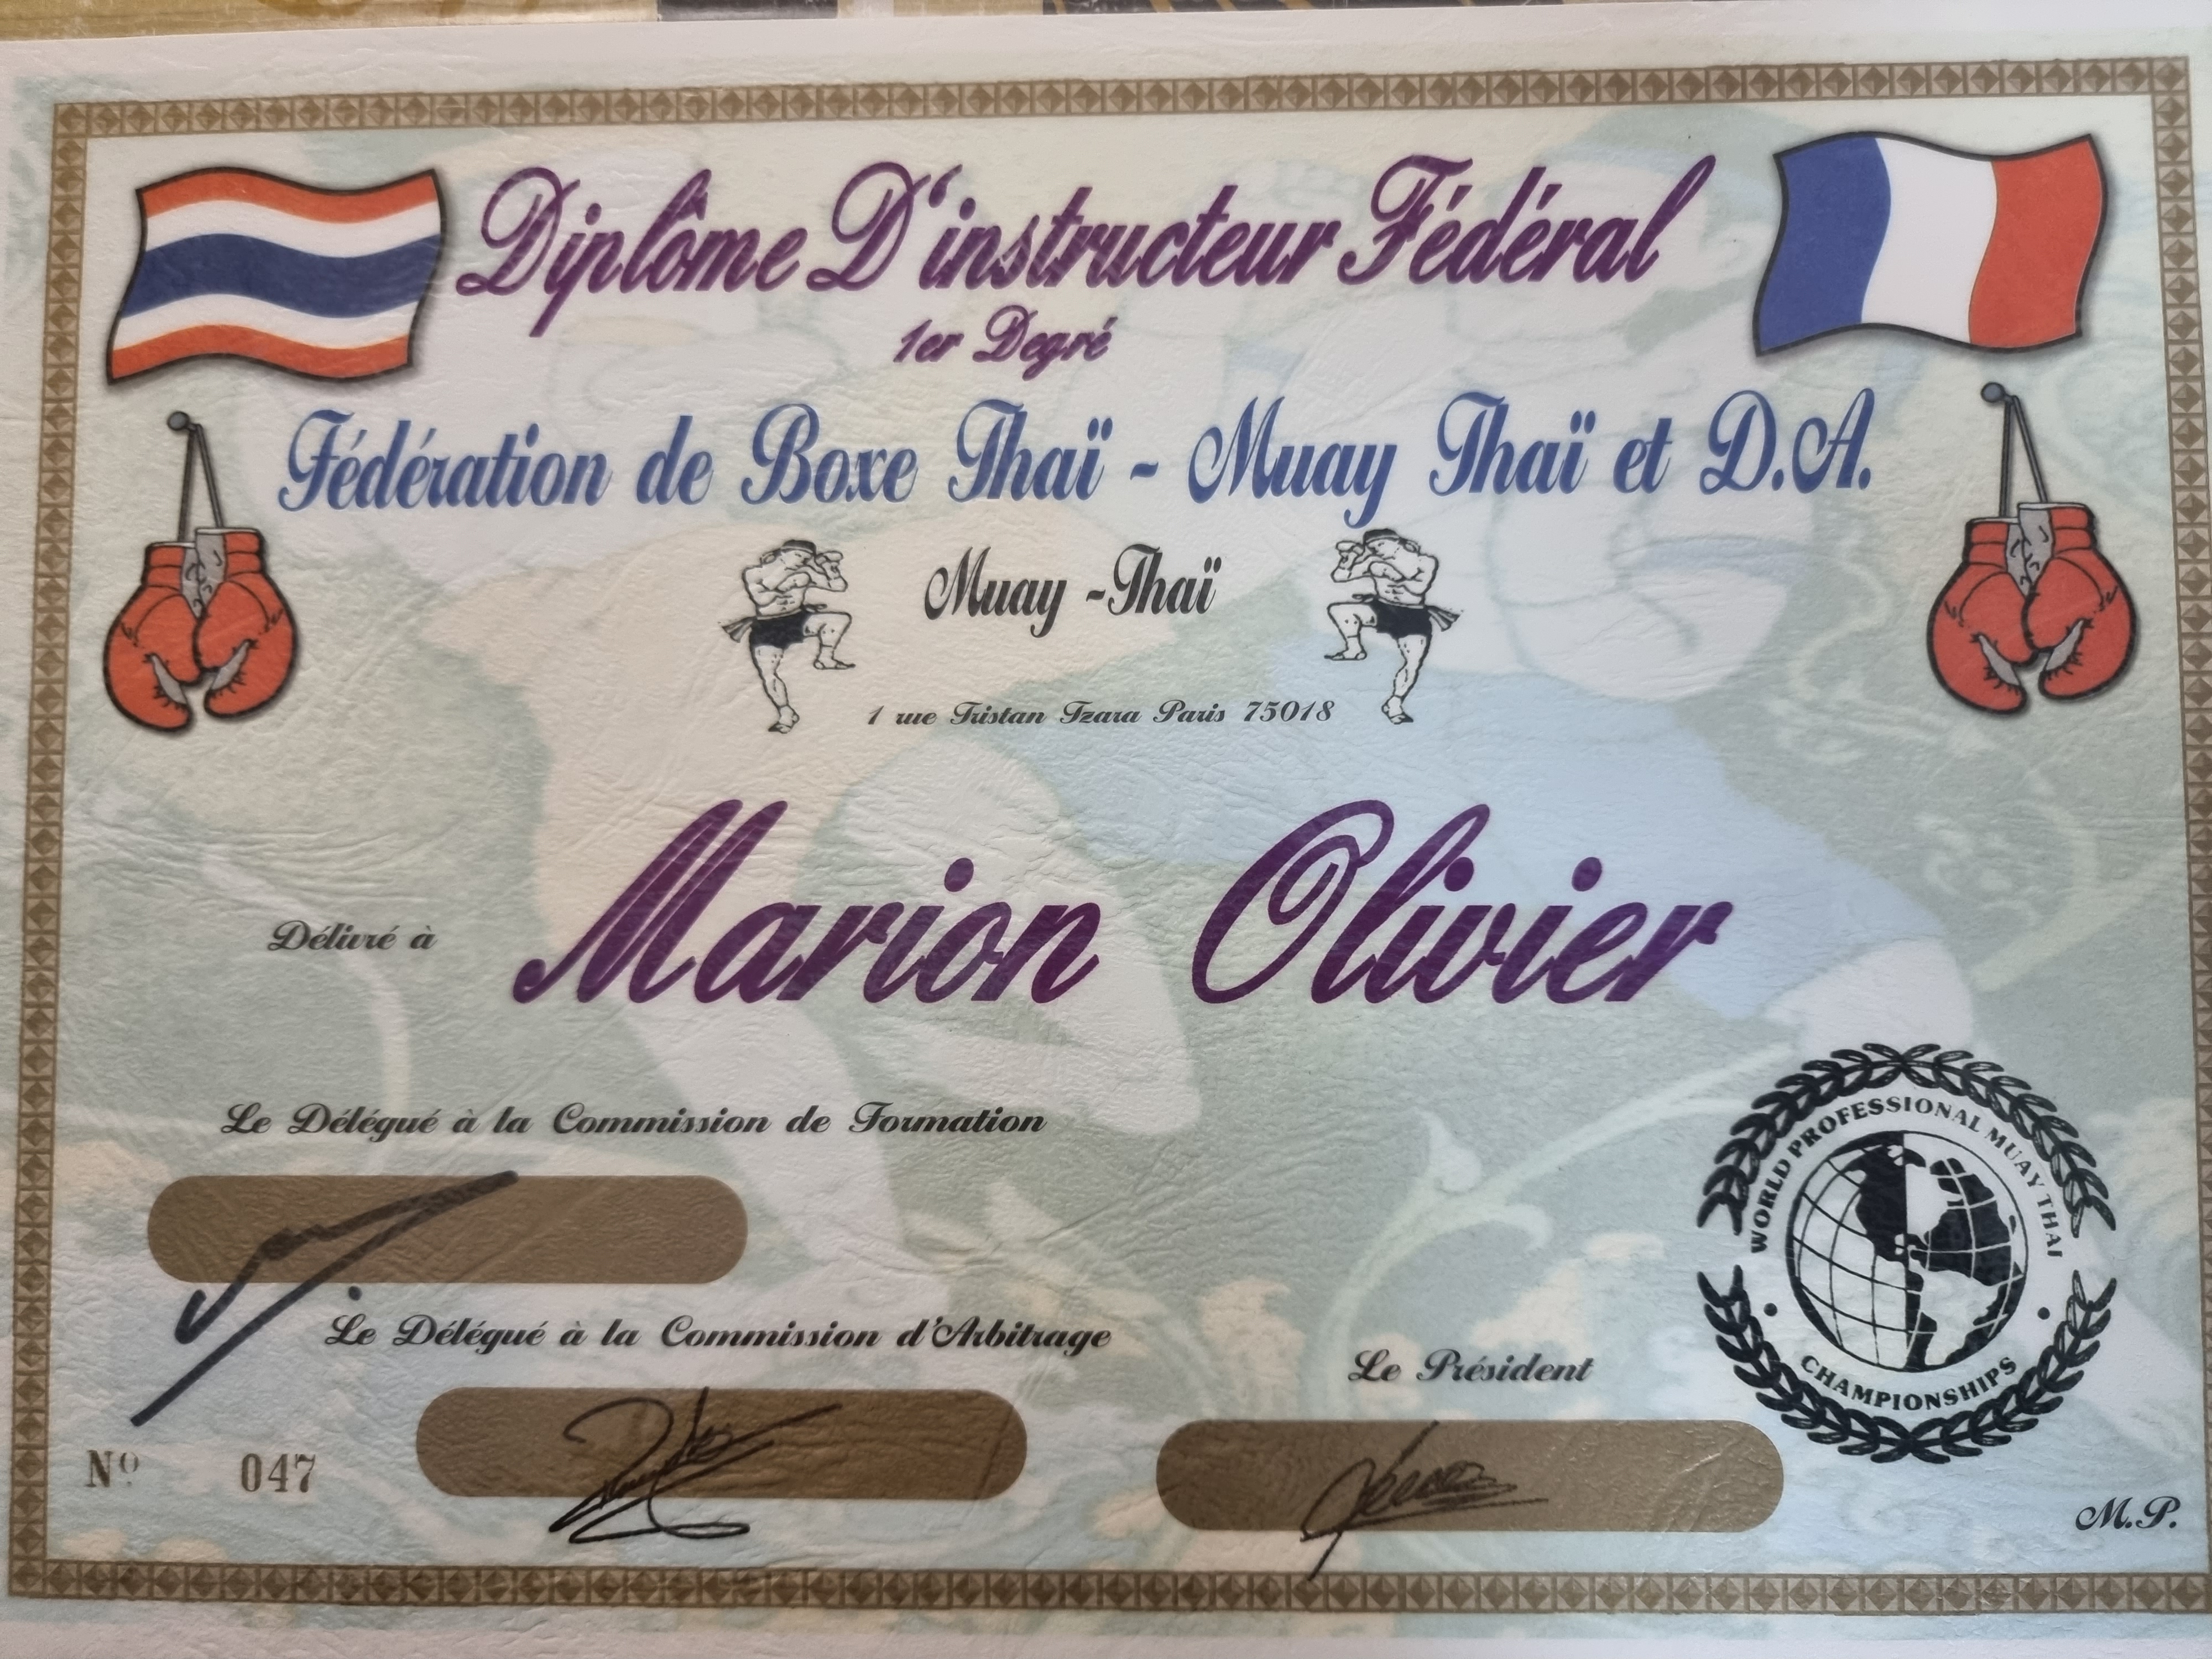 Diplôme D'instructeur Fédéral
1er Degré
Fédération de Boxe Thaï - Muay Thaï et D.A.
Muay -Thaï
1 rue Tristan Tzara Paris 75018
Délivré à Marion Olivier
Le Délégué à la Commission de Formation
WORLD PROFESSIONAL MUAY THAI
CHAMPIONSHIPS
Le Délégué à la Commission d'Arbitrage
Le Président
Nº 047
M.P.